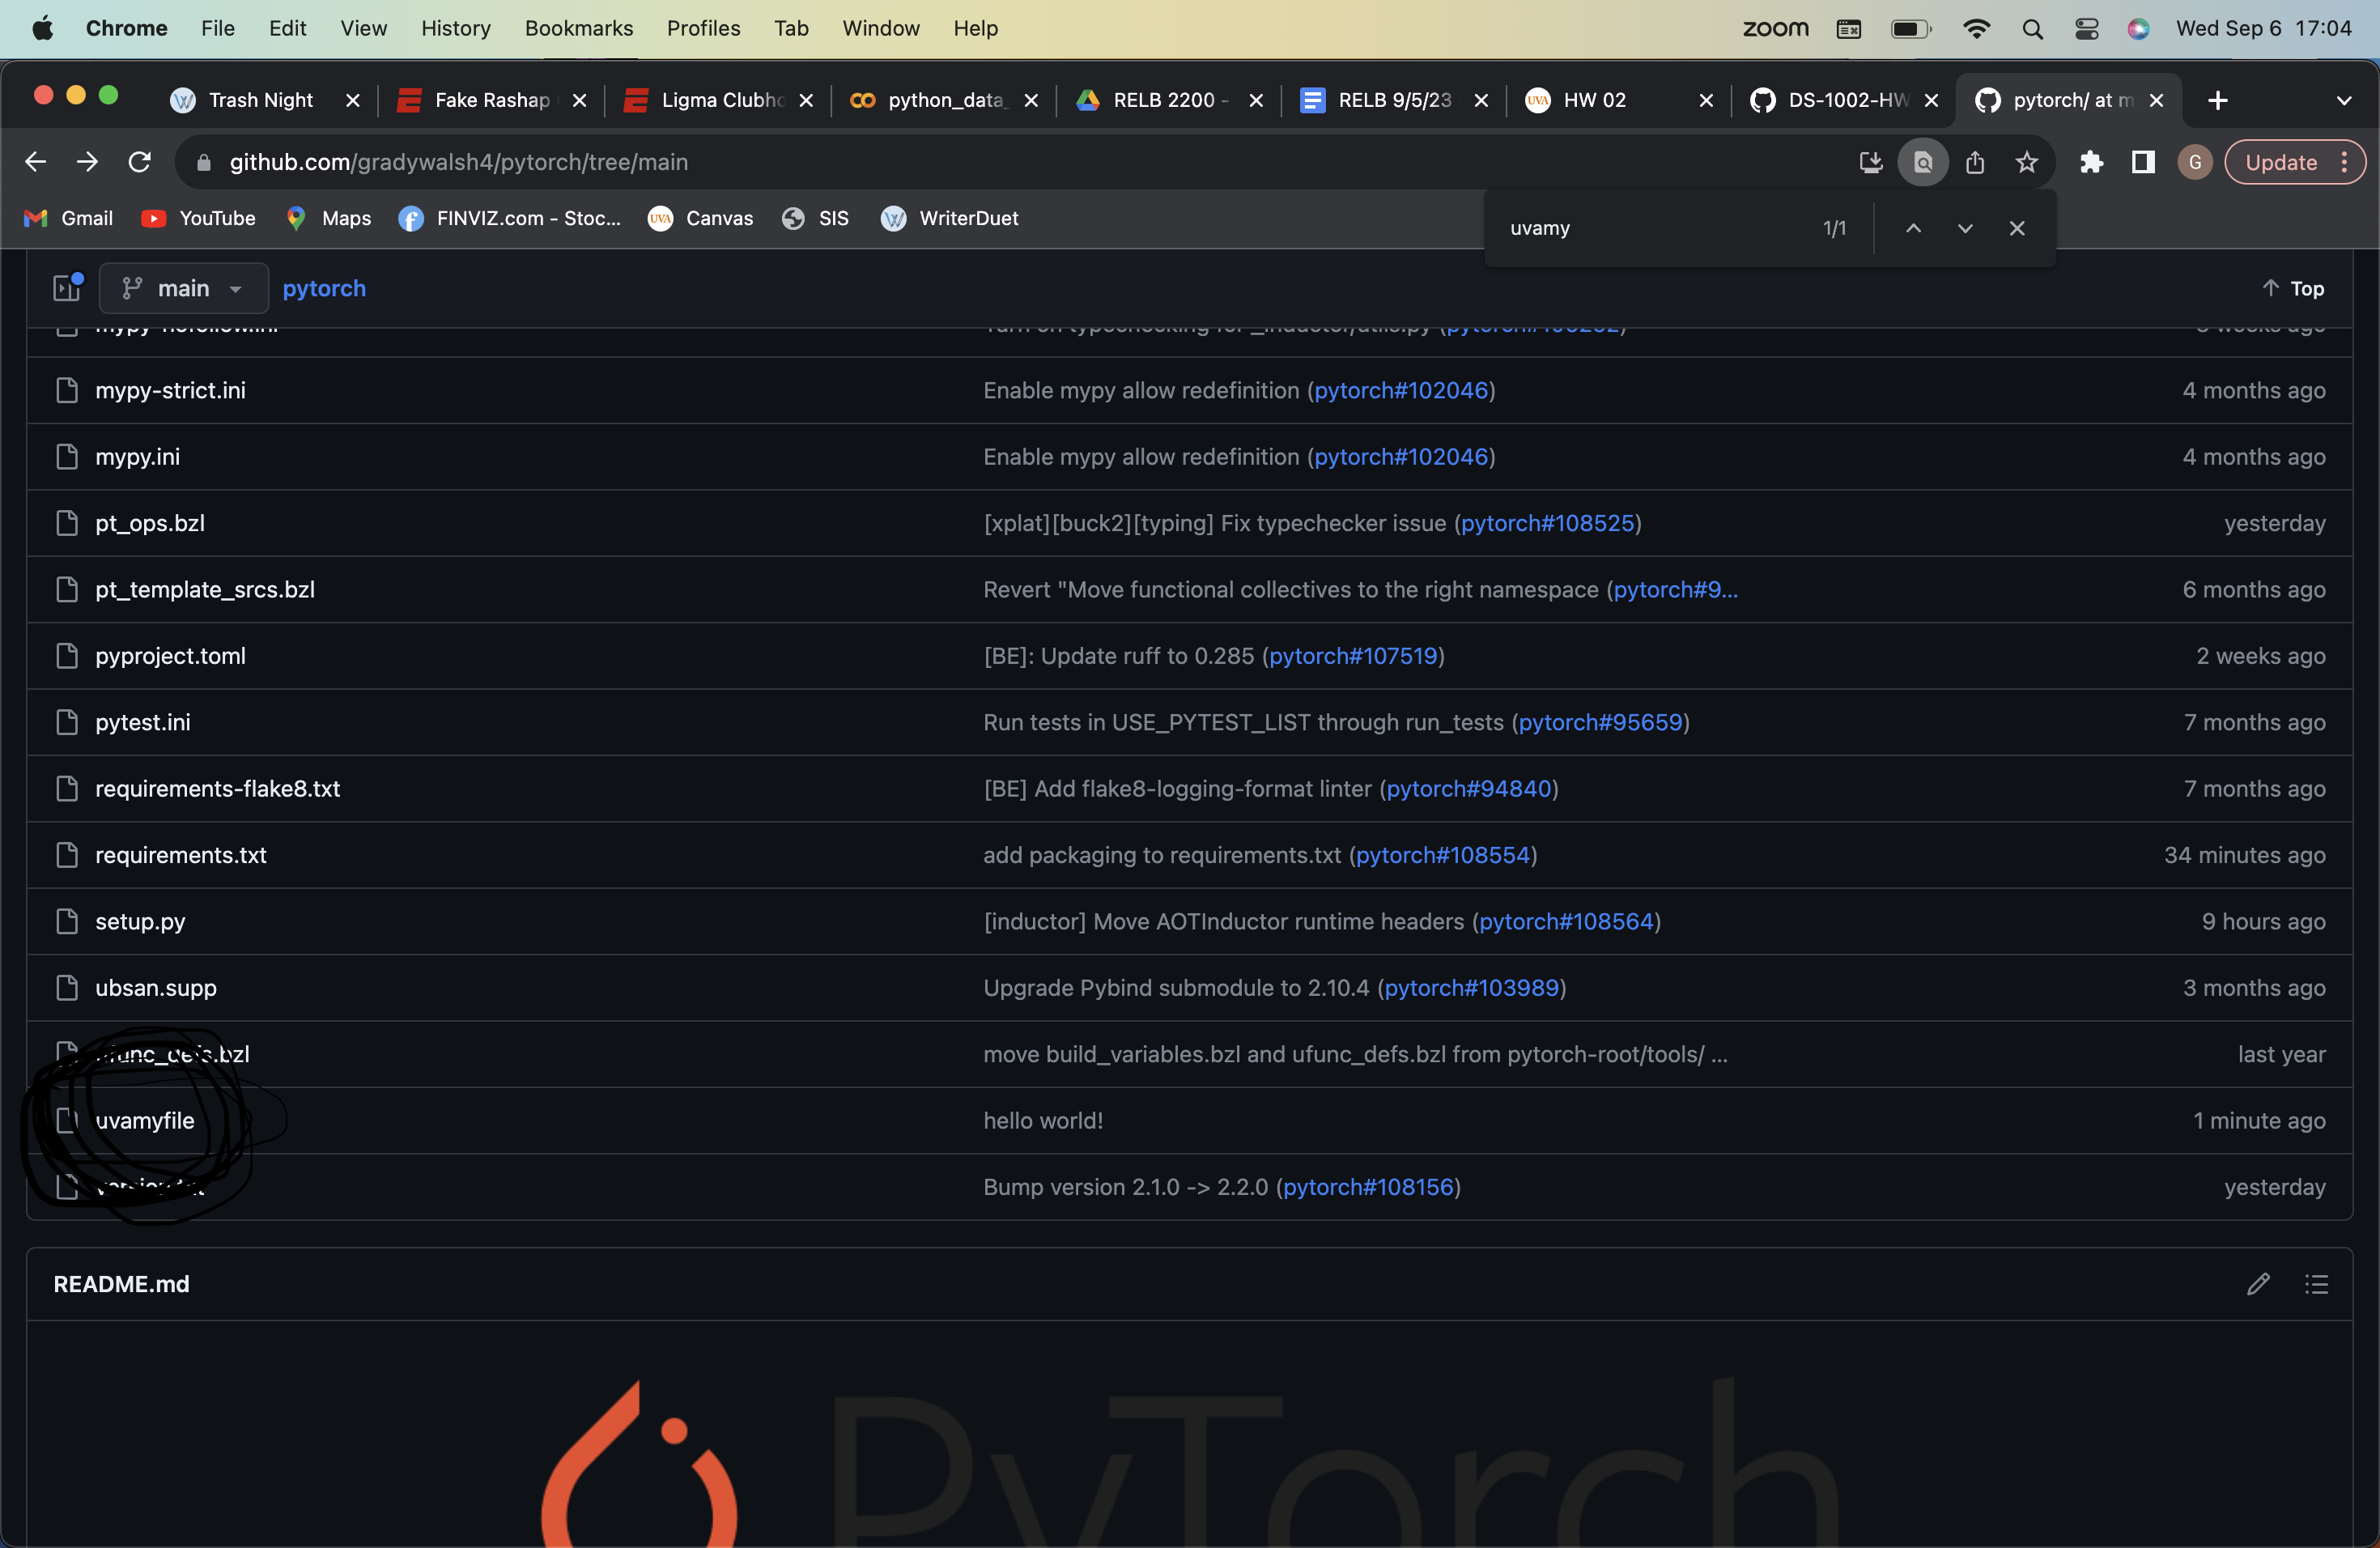 Chrome File Edit View History Bookmarks Profiles Tab Window Help zoom Wed Sep 6 17:04
Trash Night Fake Rashap Ligma Clubho python_data_ RELB 2200 - RELB 9/5/23 HW 02 DS-1002-HW pytorch/ at m
github.com/gradywalsh4/pytorch/tree/main G Update
Gmail YouTube Maps FINVIZ.com - Stoc... UVA Canvas SIS WriterDuet
uvamy 1/1
main pytorch Top
mypy-strict.ini Enable mypy allow redefinition (pytorch#102046) 4 months ago
mypy.ini Enable mypy allow redefinition (pytorch#102046) 4 months ago
pt_ops.bzl [xplat][buck2][typing] Fix typechecker issue (pytorch#108525) yesterday
pt_template_srcs.bzl Revert "Move functional collectives to the right namespace (pytorch#9... 6 months ago
pyproject.toml [BE]: Update ruff to 0.285 (pytorch#107519) 2 weeks ago
pytest.ini Run tests in USE_PYTEST_LIST through run_tests (pytorch#95659) 7 months ago
requirements-flake8.txt [BE] Add flake8-logging-format linter (pytorch#94840) 7 months ago
requirements.txt add packaging to requirements.txt (pytorch#108554) 34 minutes ago
setup.py [inductor] Move AOTInductor runtime headers (pytorch#108564) 9 hours ago
ubsan.supp Upgrade Pybind submodule to 2.10.4 (pytorch#103989) 3 months ago
ufunc_defs.bzl move build_variables.bzl and ufunc_defs.bzl from pytorch-root/tools/ ... last year
uvamyfile hello world! 1 minute ago
version.txt Bump version 2.1.0 -> 2.2.0 (pytorch#108156) yesterday
README.md
PyTorch